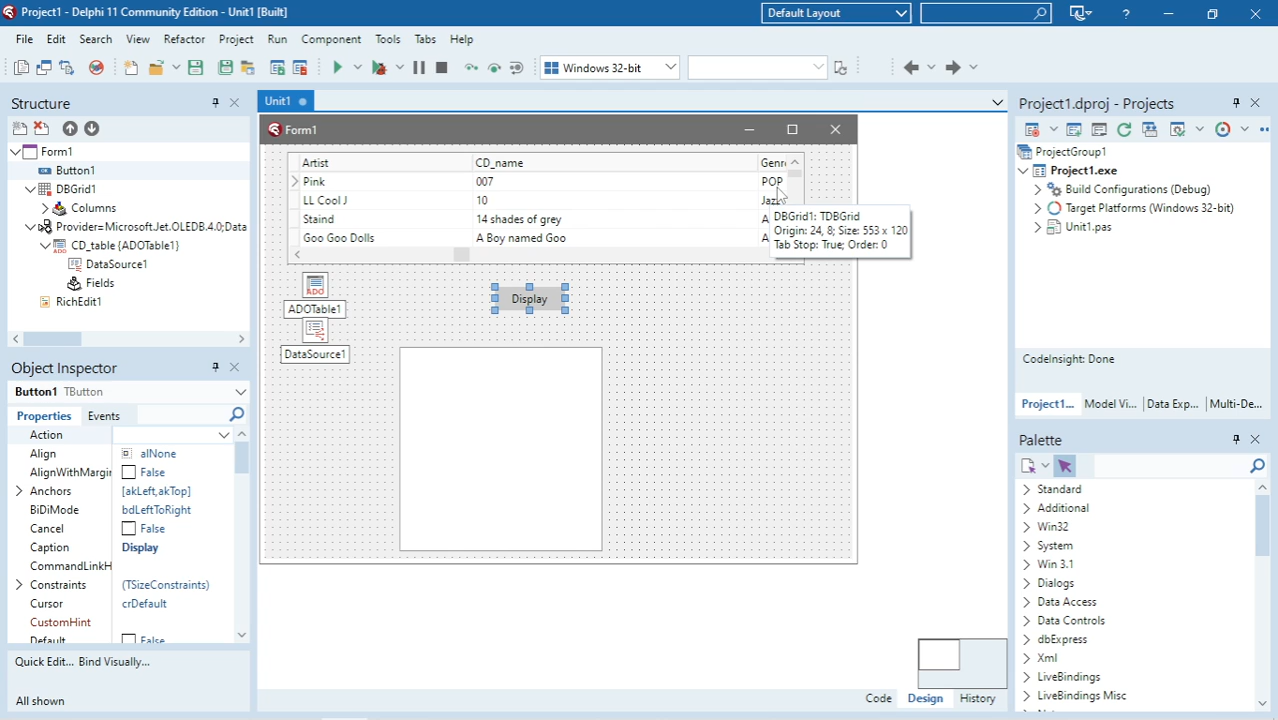 Project1 - Delphi 11 Community Edition - Unit1 [Built]
Default Layout
File Edit Search View Refactor Project Run Component Tools Tabs Help
Windows 32-bit
Structure
Form1
Button1
DBGrid1
Columns
Provider=Microsoft.Jet.OLEDB.4.0;Data
CD_table {ADOTable1}
DataSource1
Fields
RichEdit1
Object Inspector
Button1 TButton
Properties Events
Action
Align alNone
AlignWithMargin False
Anchors [akLeft,akTop]
BiDiMode bdLeftToRight
Cancel False
Caption Display
CommandLinkH
Constraints (TSizeConstraints)
Cursor crDefault
CustomHint
Default False
Quick Edit... Bind Visually...
All shown
Unit1
Form1
Artist CD_name Genre
Pink 007 POP
LL Cool J 10 Jazz
Staind 14 shades of grey A
Goo Goo Dolls A Boy named Goo A
DBGrid1: TDBGrid
Origin: 24, 8; Size: 553 x 120
Tab Stop: True; Order: 0
ADO
ADOTable1
DataSource1
Display
Code Design History
Project1.dproj - Projects
ProjectGroup1
Project1.exe
Build Configurations (Debug)
Target Platforms (Windows 32-bit)
Unit1.pas
CodeInsight: Done
Project1... Model Vi... Data Exp... Multi-De...
Palette
Standard
Additional
Win32
System
Win 3.1
Dialogs
Data Access
Data Controls
dbExpress
Xml
LiveBindings
LiveBindings Misc